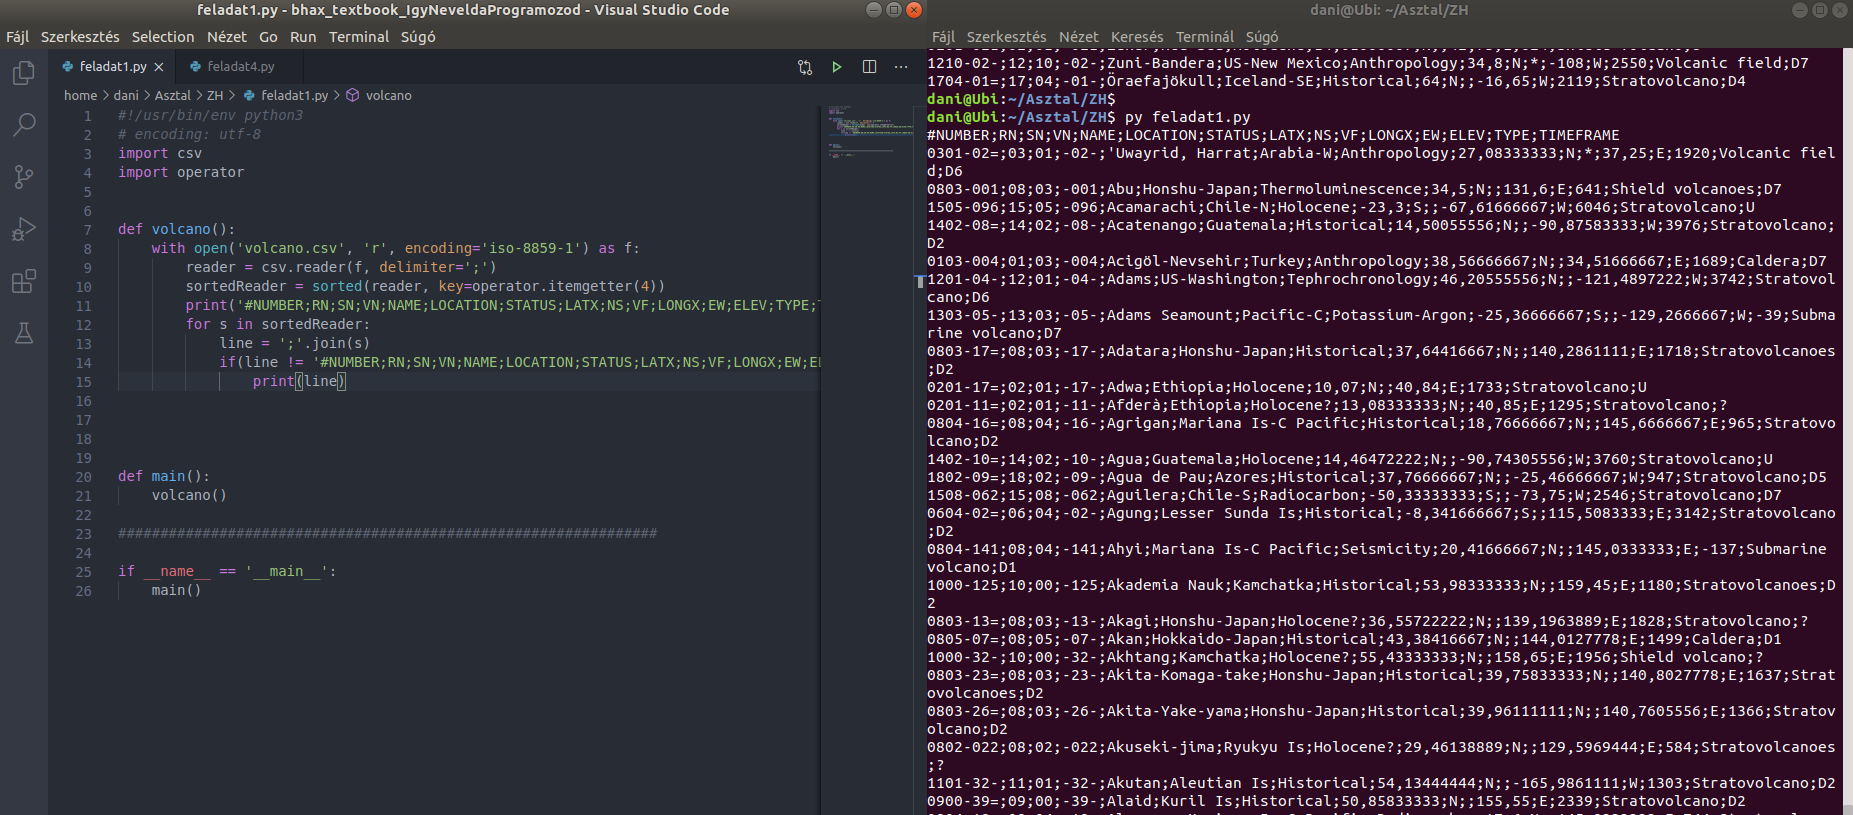 feladat1.py - bhax_textbook_IgyNeveldaProgramozod - Visual Studio Code
Fájl Szerkesztés Selection Nézet Go Run Terminal Súgó
feladat1.py feladat4.py
home > dani > Asztal > ZH > feladat1.py > volcano
1 #!/usr/bin/env python3
2 # encoding: utf-8
3 import csv
4 import operator
5
6
7 def volcano():
8 with open('volcano.csv', 'r', encoding='iso-8859-1') as f:
9 reader = csv.reader(f, delimiter=';')
10 sortedReader = sorted(reader, key=operator.itemgetter(4))
11 print('#NUMBER;RN;SN;VN;NAME;LOCATION;STATUS;LATX;NS;VF;LONGX;EW;ELEV;TYPE;
12 for s in sortedReader:
13 line = ';'.join(s)
14 if(line != '#NUMBER;RN;SN;VN;NAME;LOCATION;STATUS;LATX;NS;VF;LONGX;EW;EL
15 print(line)
16
17
18
19
20 def main():
21 volcano()
22
23 ################################################################
24
25 if __name__ == '__main__':
26 main()
dani@Ubi: ~/Asztal/ZH
Fájl Szerkesztés Nézet Keresés Terminál Súgó
1210-02-;12;10;-02-;Zuni-Bandera;US-New Mexico;Anthropology;34,8;N;*;-108;W;2550;Volcanic field;D7
1704-01=;17;04;-01-;Öraefajökull;Iceland-SE;Historical;64;N;;-16,65;W;2119;Stratovolcano;D4
dani@Ubi:~/Asztal/ZH$
dani@Ubi:~/Asztal/ZH$ py feladat1.py
#NUMBER;RN;SN;VN;NAME;LOCATION;STATUS;LATX;NS;VF;LONGX;EW;ELEV;TYPE;TIMEFRAME
0301-02=;03;01;-02-;'Uwayrid, Harrat;Arabia-W;Anthropology;27,08333333;N;*;37,25;E;1920;Volcanic fiel
d;D6
0803-001;08;03;-001;Abu;Honshu-Japan;Thermoluminescence;34,5;N;;131,6;E;641;Shield volcanoes;D7
1505-096;15;05;-096;Acamarachi;Chile-N;Holocene;-23,3;S;;-67,61666667;W;6046;Stratovolcano;U
1402-08=;14;02;-08-;Acatenango;Guatemala;Historical;14,50055556;N;;-90,87583333;W;3976;Stratovolcano;
D2
0103-004;01;03;-004;Acigöl-Nevsehir;Turkey;Anthropology;38,56666667;N;;34,51666667;E;1689;Caldera;D7
1201-04-;12;01;-04-;Adams;US-Washington;Tephrochronology;46,20555556;N;;-121,4897222;W;3742;Stratovol
cano;D6
1303-05-;13;03;-05-;Adams Seamount;Pacific-C;Potassium-Argon;-25,36666667;S;;-129,2666667;W;-39;Subma
rine volcano;D7
0803-17=;08;03;-17-;Adatara;Honshu-Japan;Historical;37,64416667;N;;140,2861111;E;1718;Stratovolcanoes
;D2
0201-17=;02;01;-17-;Adwa;Ethiopia;Holocene;10,07;N;;40,84;E;1733;Stratovolcano;U
0201-11=;02;01;-11-;Afderà;Ethiopia;Holocene?;13,08333333;N;;40,85;E;1295;Stratovolcano;?
0804-16=;08;04;-16-;Agrigan;Mariana Is-C Pacific;Historical;18,76666667;N;;145,6666667;E;965;Stratovo
lcano;D2
1402-10=;14;02;-10-;Agua;Guatemala;Holocene;14,46472222;N;;-90,74305556;W;3760;Stratovolcano;U
1802-09=;18;02;-09-;Agua de Pau;Azores;Historical;37,76666667;N;;-25,46666667;W;947;Stratovolcano;D5
1508-062;15;08;-062;Aguilera;Chile-S;Radiocarbon;-50,33333333;S;;-73,75;W;2546;Stratovolcano;D7
0604-02=;06;04;-02-;Agung;Lesser Sunda Is;Historical;-8,341666667;S;;115,5083333;E;3142;Stratovolcano
;D2
0804-141;08;04;-141;Ahyi;Mariana Is-C Pacific;Seismicity;20,41666667;N;;145,0333333;E;-137;Submarine
volcano;D1
1000-125;10;00;-125;Akademia Nauk;Kamchatka;Historical;53,98333333;N;;159,45;E;1180;Stratovolcanoes;D
2
0803-13=;08;03;-13-;Akagi;Honshu-Japan;Holocene?;36,55722222;N;;139,1963889;E;1828;Stratovolcano;?
0805-07=;08;05;-07-;Akan;Hokkaido-Japan;Historical;43,38416667;N;;144,0127778;E;1499;Caldera;D1
1000-32-;10;00;-32-;Akhtang;Kamchatka;Holocene?;55,43333333;N;;158,65;E;1956;Shield volcano;?
0803-23=;08;03;-23-;Akita-Komaga-take;Honshu-Japan;Historical;39,75833333;N;;140,8027778;E;1637;Strat
ovolcanoes;D2
0803-26=;08;03;-26-;Akita-Yake-yama;Honshu-Japan;Historical;39,96111111;N;;140,7605556;E;1366;Stratov
olcano;D2
0802-022;08;02;-022;Akuseki-jima;Ryukyu Is;Holocene?;29,46138889;N;;129,5969444;E;584;Stratovolcanoes
;?
1101-32-;11;01;-32-;Akutan;Aleutian Is;Historical;54,13444444;N;;-165,9861111;W;1303;Stratovolcano;D2
0900-39=;09;00;-39-;Alaid;Kuril Is;Historical;50,85833333;N;;155,55;E;2339;Stratovolcano;D2